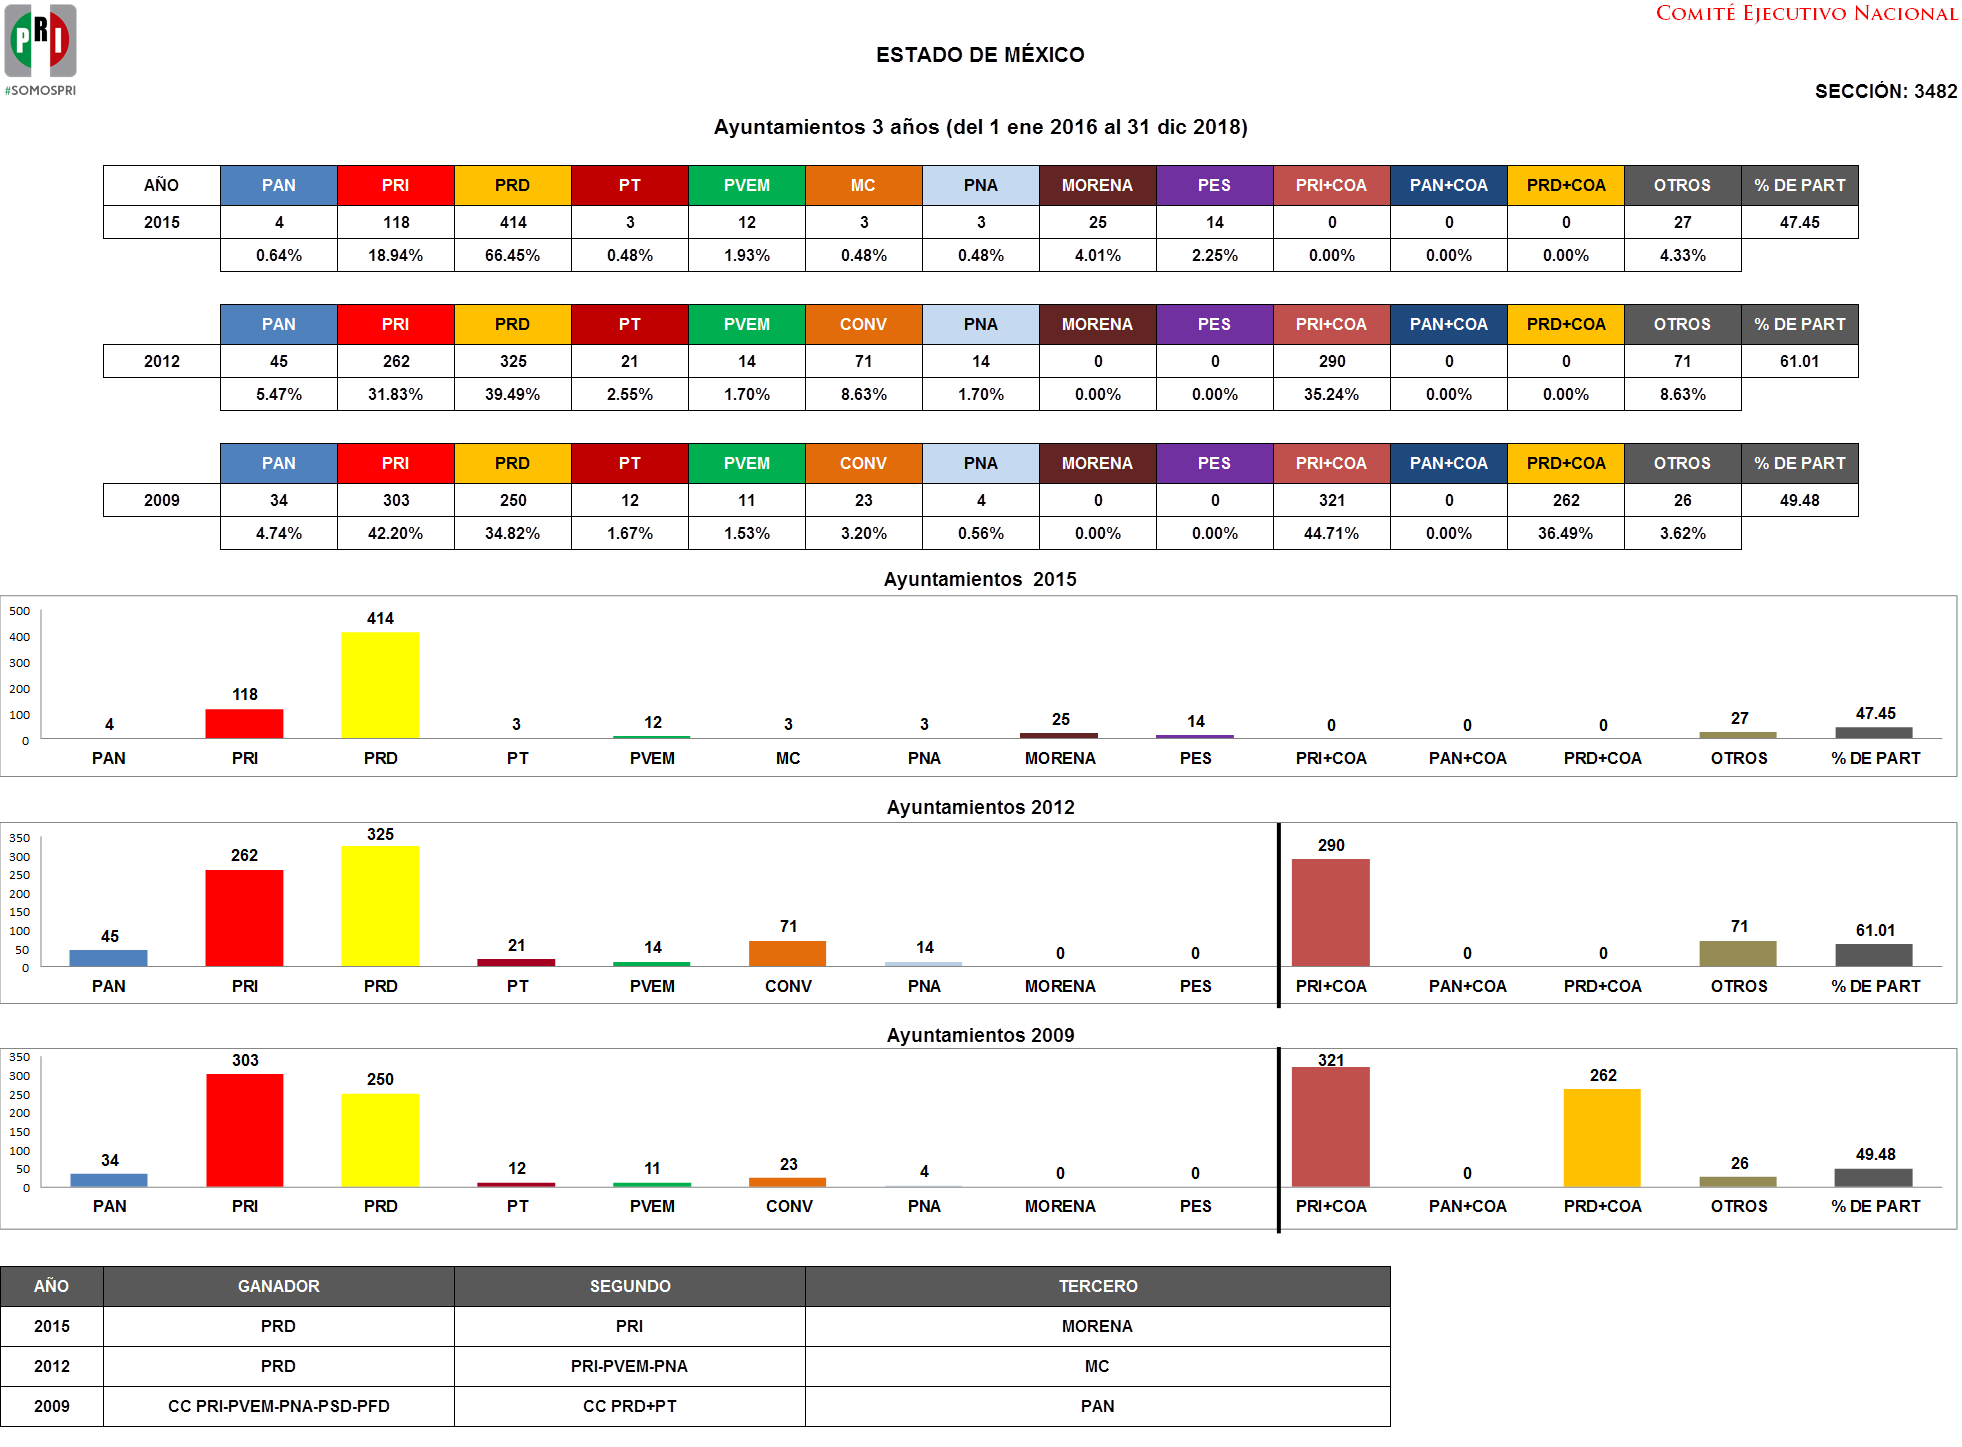 PRI
#SOMOSPRI
COMITÉ EJECUTIVO NACIONAL
ESTADO DE MÉXICO
SECCIÓN: 3482
Ayuntamientos 3 años (del 1 ene 2016 al 31 dic 2018)
AÑO PAN PRI PRD PT PVEM MC PNA MORENA PES PRI+COA PAN+COA PRD+COA OTROS % DE PART
2015 4 118 414 3 12 3 3 25 14 0 0 0 27 47.45
0.64% 18.94% 66.45% 0.48% 1.93% 0.48% 0.48% 4.01% 2.25% 0.00% 0.00% 0.00% 4.33%
PAN PRI PRD PT PVEM CONV PNA MORENA PES PRI+COA PAN+COA PRD+COA OTROS % DE PART
2012 45 262 325 21 14 71 14 0 0 290 0 0 71 61.01
5.47% 31.83% 39.49% 2.55% 1.70% 8.63% 1.70% 0.00% 0.00% 35.24% 0.00% 0.00% 8.63%
PAN PRI PRD PT PVEM CONV PNA MORENA PES PRI+COA PAN+COA PRD+COA OTROS % DE PART
2009 34 303 250 12 11 23 4 0 0 321 0 262 26 49.48
4.74% 42.20% 34.82% 1.67% 1.53% 3.20% 0.56% 0.00% 0.00% 44.71% 0.00% 36.49% 3.62%
Ayuntamientos 2015
500
400
300
200
100
0
4 118 414 3 12 3 3 25 14 0 0 0 27 47.45
PAN PRI PRD PT PVEM MC PNA MORENA PES PRI+COA PAN+COA PRD+COA OTROS % DE PART
Ayuntamientos 2012
350
300
250
200
150
100
50
0
45 262 325 21 14 71 14 0 0 290 0 0 71 61.01
PAN PRI PRD PT PVEM CONV PNA MORENA PES PRI+COA PAN+COA PRD+COA OTROS % DE PART
Ayuntamientos 2009
350
300
250
200
150
100
50
0
34 303 250 12 11 23 4 0 0 321 0 262 26 49.48
PAN PRI PRD PT PVEM CONV PNA MORENA PES PRI+COA PAN+COA PRD+COA OTROS % DE PART
AÑO GANADOR SEGUNDO TERCERO
2015 PRD PRI MORENA
2012 PRD PRI-PVEM-PNA MC
2009 CC PRI-PVEM-PNA-PSD-PFD CC PRD+PT PAN